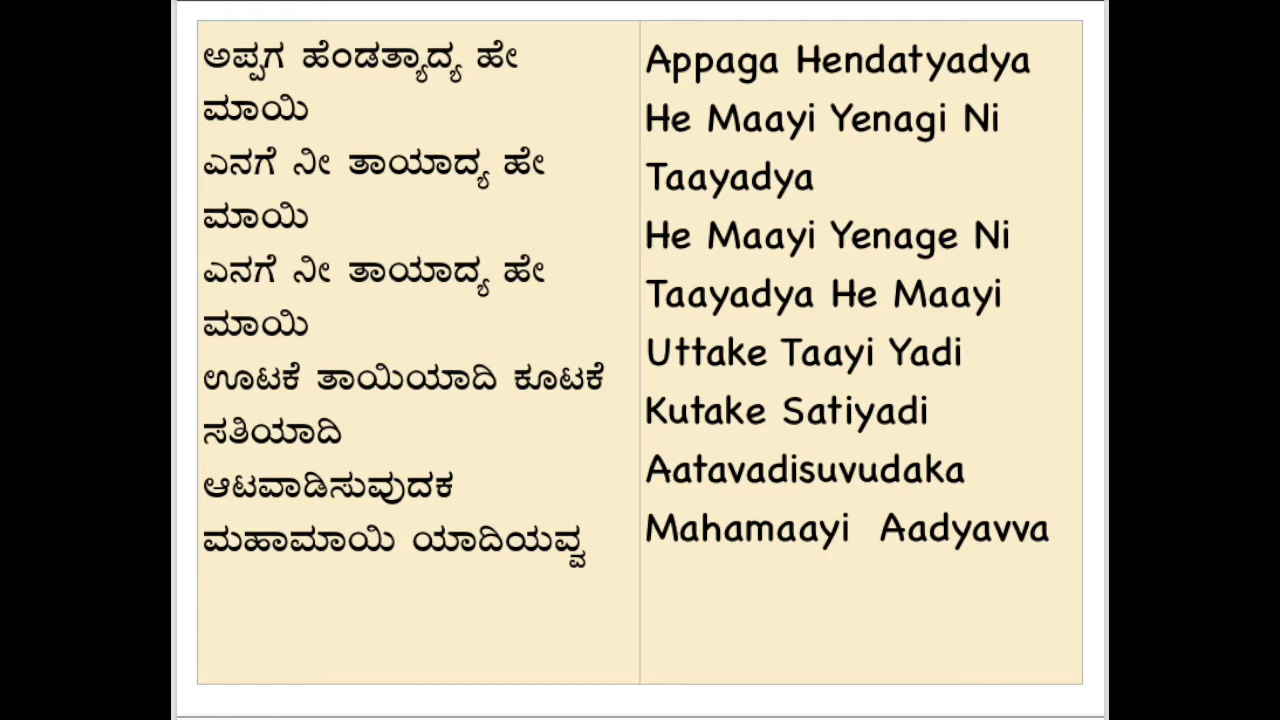 ಅಪ್ಪಗ ಹೆಂಡತ್ಯಾದ್ಯ ಹೇ
ಮಾಯಿ
ಎನಗೆ ನೀ ತಾಯಾದ್ಯ ಹೇ
ಮಾಯಿ
ಎನಗೆ ನೀ ತಾಯಾದ್ಯ ಹೇ
ಮಾಯಿ
ಊಟಕೆ ತಾಯಿಯಾದಿ ಕೂಟಕೆ
ಸತಿಯಾದಿ
ಆಟವಾಡಿಸುವುದಕ
ಮಹಾಮಾಯಿ ಯಾದಿಯವ್ವ
Appaga Hendatyadya
He Maayi Yenagi Ni
Taayadya
He Maayi Yenage Ni
Taayadya He Maayi
Uttake Taayi Yadi
Kutake Satiyadi
Aatavadisuvudaka
Mahamaayi Aadyavva